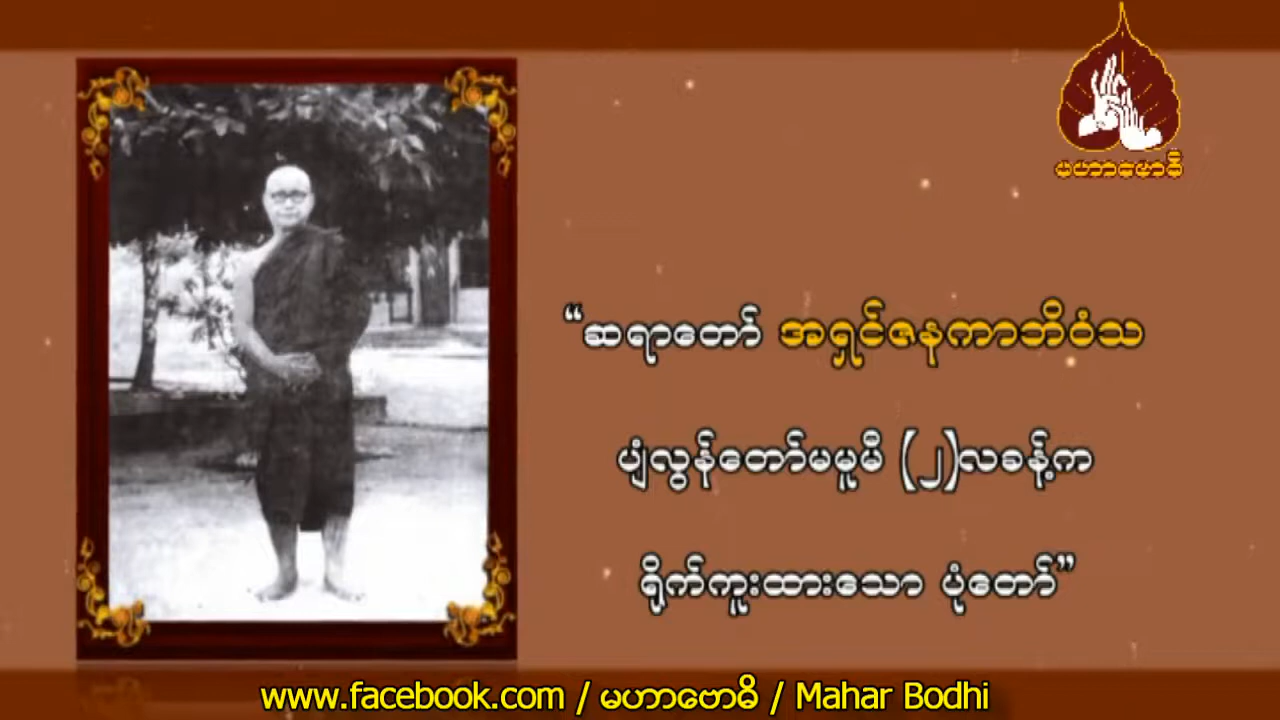 မဟာဗောဓိ
“ဆရာတော် အရှင်ဇနကာဘိဝံသ
ပျံလွန်တော်မမူမီ (၂)လခန့်က
ရိုက်ကူးထားသော ပုံတော်”
www.facebook.com / မဟာဗောဓိ / Mahar Bodhi